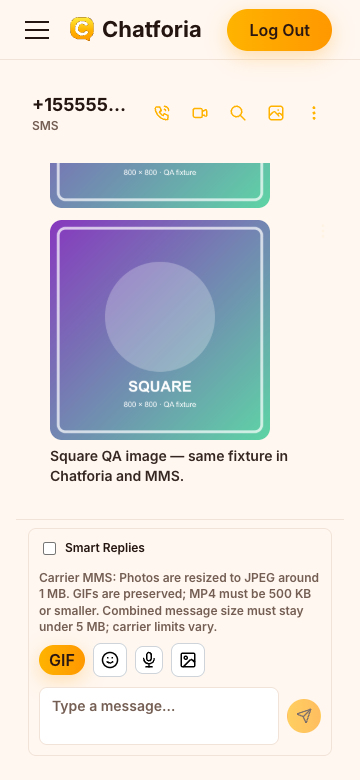 Chatforia
Log Out
+155555...
SMS
800 × 800 · QA fixture
SQUARE
800 × 800 · QA fixture
Square QA image — same fixture in
Chatforia and MMS.
Smart Replies
Carrier MMS: Photos are resized to JPEG around
1 MB. GIFs are preserved; MP4 must be 500 KB
or smaller. Combined message size must stay
under 5 MB; carrier limits vary.
GIF
Type a message...